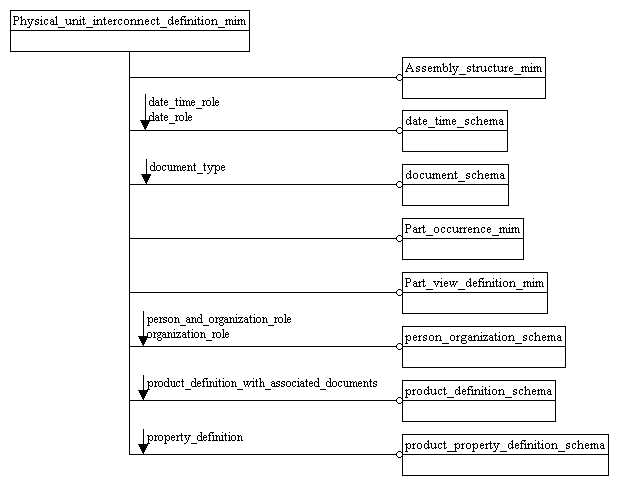 Physical_unit_interconnect_definition_mim
Assembly_structure_mim
date_time_role
date_role
date_time_schema
document_type
document_schema
Part_occurrence_mim
Part_view_definition_mim
person_and_organization_role
organization_role
person_organization_schema
product_definition_with_associated_documents
product_definition_schema
property_definition
product_property_definition_schema